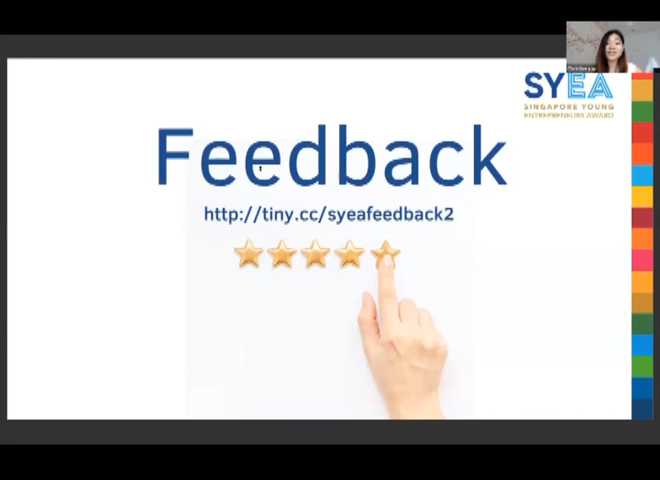 SYEA
SINGAPORE YOUNG
ENTREPRENEURS AWARD
Feedback
http://tiny.cc/syeafeedback2